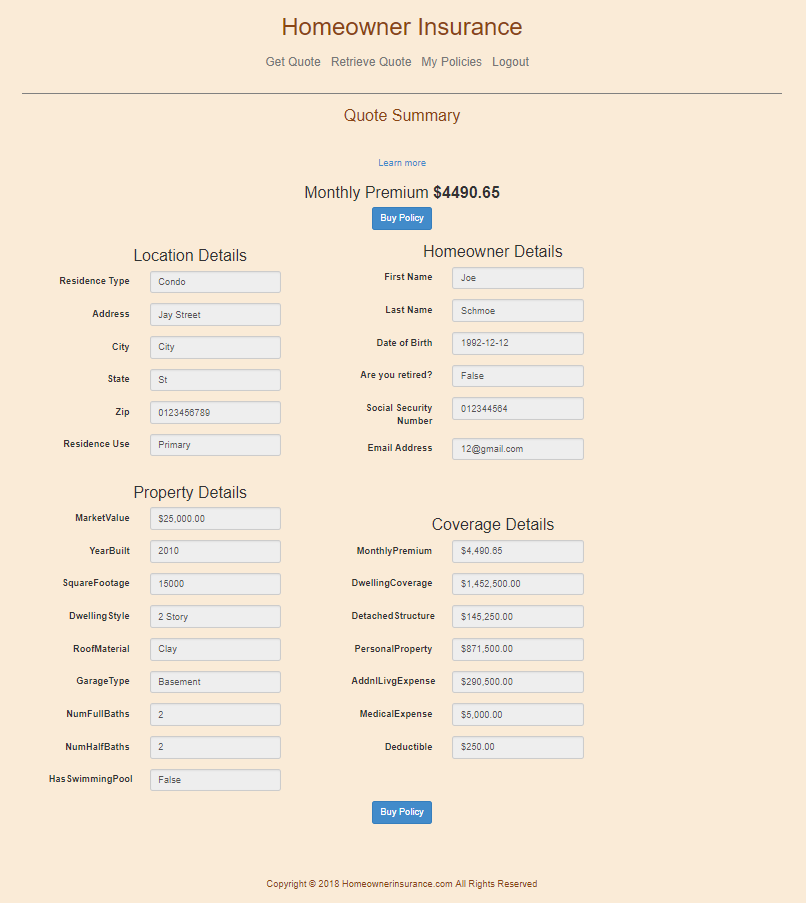 Homeowner Insurance
Get Quote Retrieve Quote My Policies Logout
Quote Summary
Learn more
Monthly Premium $4490.65
Buy Policy
Location Details
Residence Type Condo
Address Jay Street
City City
State St
Zip 0123456789
Residence Use Primary
Homeowner Details
First Name Joe
Last Name Schmoe
Date of Birth 1992-12-12
Are you retired? False
Social Security 012344564
Number
Email Address 12@gmail.com
Property Details
MarketValue $25,000.00
YearBuilt 2010
SquareFootage 15000
DwellingStyle 2 Story
RoofMaterial Clay
GarageType Basement
NumFullBaths 2
NumHalfBaths 2
HasSwimmingPool False
Coverage Details
MonthlyPremium $4,490.65
DwellingCoverage $1,452,500.00
DetachedStructure $145,250.00
PersonalProperty $871,500.00
AddnlLivgExpense $290,500.00
MedicalExpense $5,000.00
Deductible $250.00
Buy Policy
Copyright © 2018 Homeownerinsurance.com All Rights Reserved